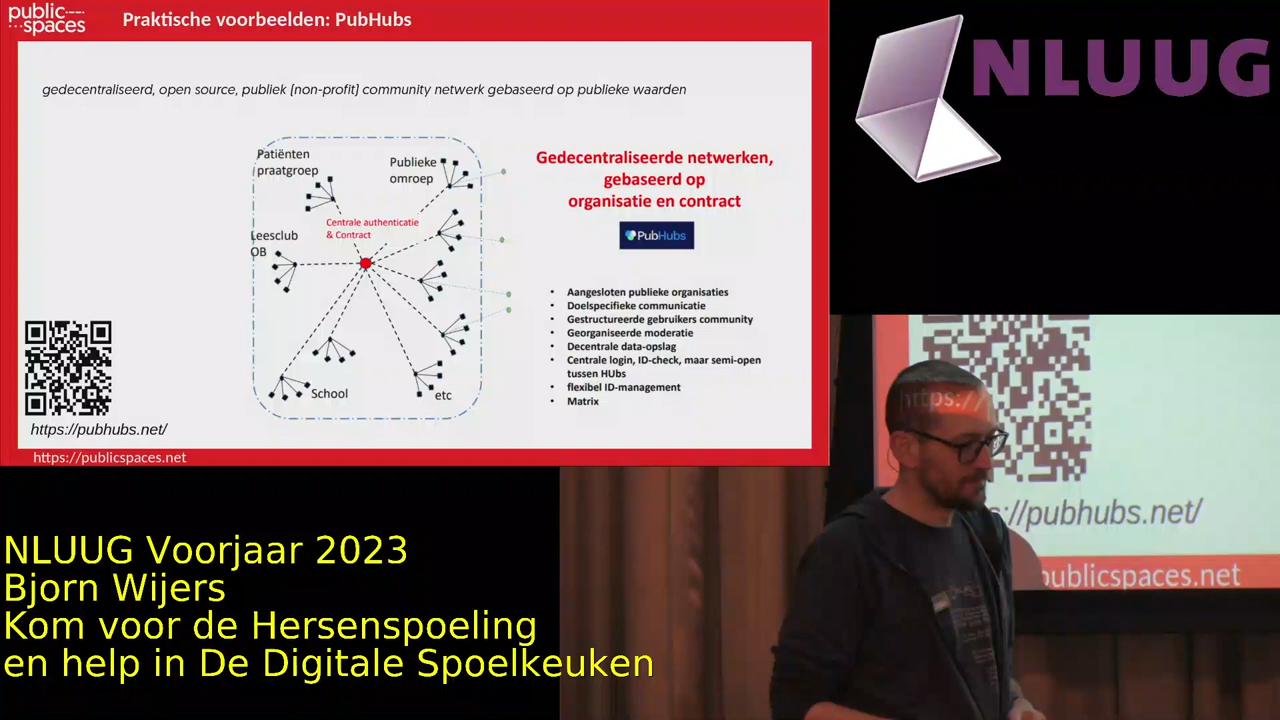 public
spaces
Praktische voorbeelden: PubHubs
gedecentraliseerd, open source, publiek (non-profit) community netwerk gebaseerd op publieke waarden
Patiënten
praatgroep
Publieke
omroep
Centrale authenticatie
& Contract
Leesclub
OB
School
etc
Gedecentraliseerde netwerken,
gebaseerd op
organisatie en contract
PubHubs
• Aangesloten publieke organisaties
• Doelspecifieke communicatie
• Gestructureerde gebruikers community
• Georganiseerde moderatie
• Decentrale data-opslag
• Centrale login, ID-check, maar semi-open
tussen HUbs
• flexibel ID-management
• Matrix
https://pubhubs.net/
https://publicspaces.net
NLUUG
https://
s://pubhubs.net/
publicspaces.net
NLUUG Voorjaar 2023
Bjorn Wijers
Kom voor de Hersenspoeling
en help in De Digitale Spoelkeuken